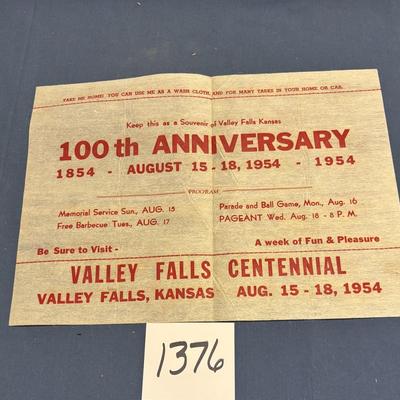 TAKE ME HOME! YOU CAN USE ME AS A WASH CLOTH, AND FOR MANY TASKS IN YOUR HOME OR CAR.
Keep this as a Souvenir of Valley Falls Kansas
100th ANNIVERSARY
1854 - AUGUST 15-18, 1954 - 1954
PROGRAM
Memorial Service Sun., AUG. 15
Free Barbecue Tues., AUG. 17
Parade and Ball Game, Mon., Aug. 16
PAGEANT Wed. Aug. 18 - 8 P.M.
Be Sure to Visit -
A week of Fun & Pleasure
VALLEY FALLS CENTENNIAL
VALLEY FALLS, KANSAS AUG. 15 - 18, 1954
1376